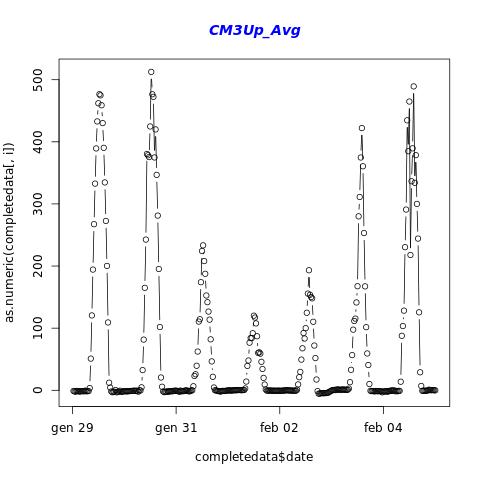 CM3Up_Avg
as.numeric(completedata[, i])
500
400
300
200
100
0
gen 29
gen 31
feb 02
feb 04
completedata$date